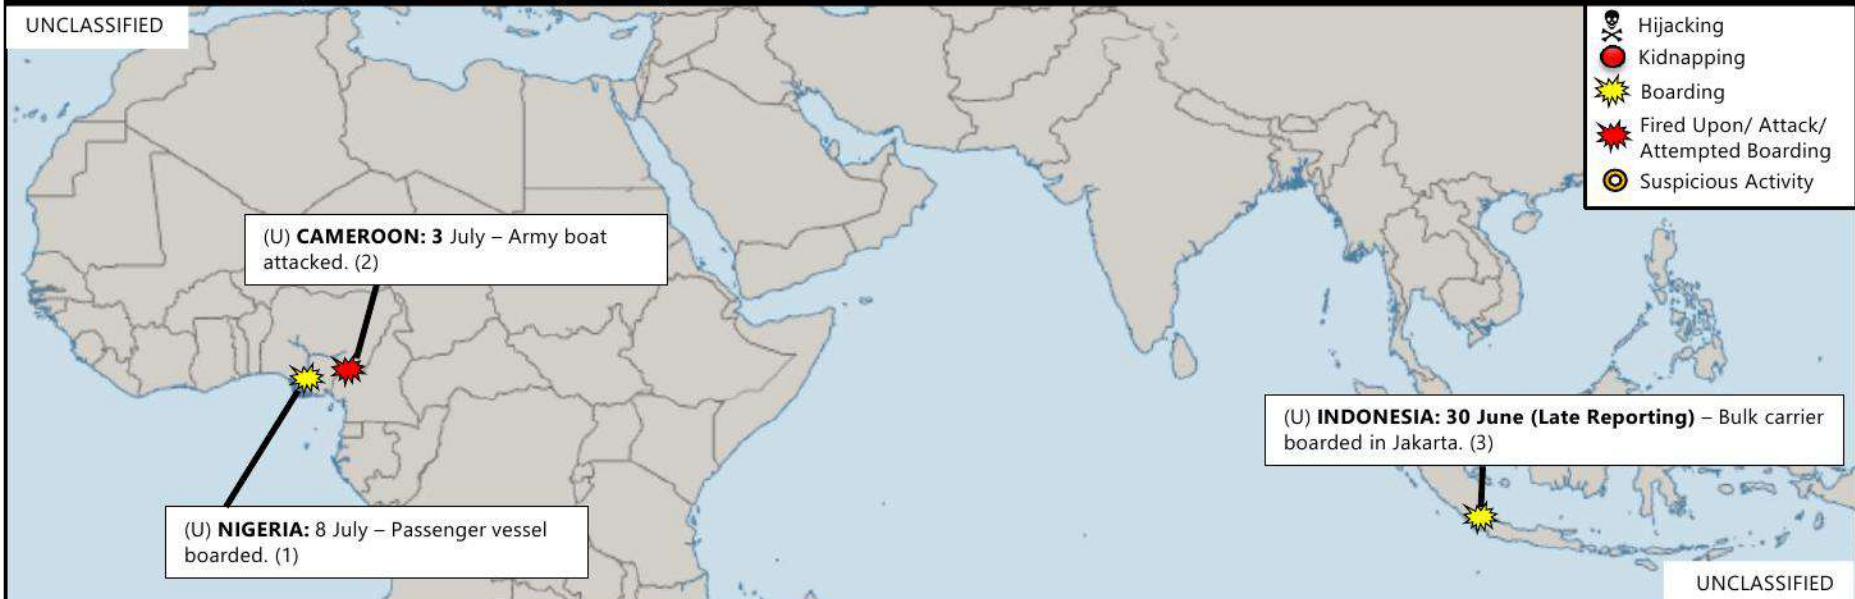 UNCLASSIFIED
Hijacking
Kidnapping
Boarding
Fired Upon/ Attack/
Attempted Boarding
Suspicious Activity
(U) CAMEROON: 3 July – Army boat
attacked. (2)
(U) INDONESIA: 30 June (Late Reporting) – Bulk carrier
boarded in Jakarta. (3)
(U) NIGERIA: 8 July – Passenger vessel
boarded. (1)
UNCLASSIFIED